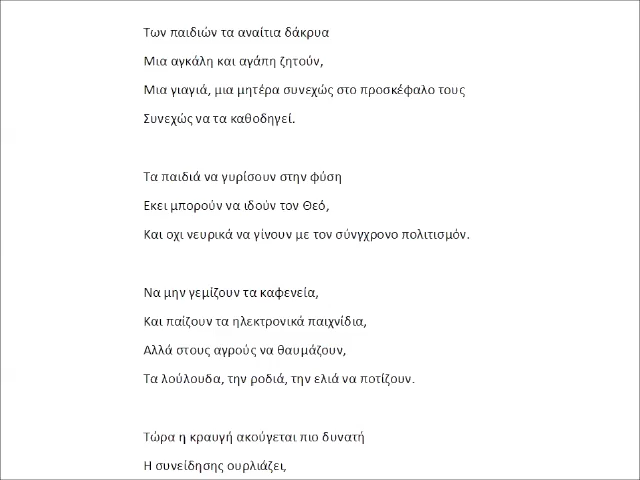 Των παιδιών τα αναίτια δάκρυα
Μια αγκάλη και αγάπη ζητούν,
Μια γιαγιά, μια μητέρα συνεχώς στο προσκέφαλο τους
Συνεχώς να τα καθοδηγεί.
Τα παιδιά να γυρίσουν στην φύση
Εκει μπορούν να ιδούν τον Θεό,
Και οχι νευρικά να γίνουν με τον σύνγχρονο πολιτισμόν.
Να μην γεμίζουν τα καφενεία,
Και παίζουν τα ηλεκτρονικά παιχνίδια,
Αλλά στους αγρούς να θαυμάζουν,
Τα λούλουδα, την ροδιά, την ελιά να ποτίζουν.
Τώρα η κραυγή ακούγεται πιο δυνατή
Η συνείδησης ουρλιάζει,